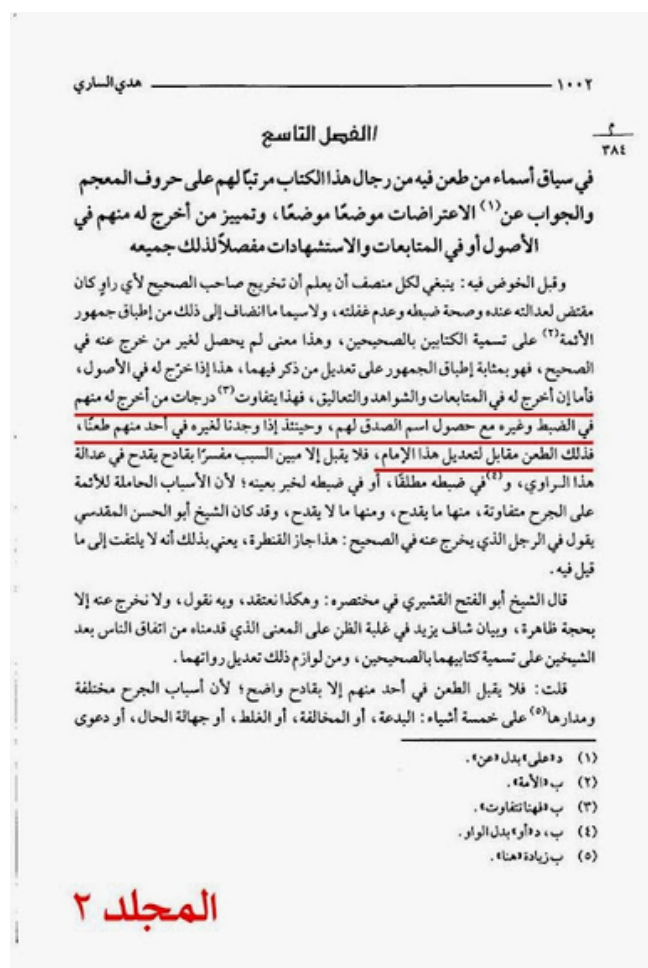 ١٠٠٢ هدي الساري
م
٣٨٤
/الفصل التاسع
في سياق أسماء من طعن فيه من رجال هذا الكتاب مرتبًا لهم على حروف المعجم
والجواب عن(١) الاعتراضات موضعًا موضعًا، وتمييز من أخرج له منهم في
الأصول أو في المتابعات والاستشهادات مفصلاً لذلك جميعه
وقبل الخوض فيه: ينبغي لكل منصف أن يعلم أن تخريج صاحب الصحيح لأي راو كان
مقتض لعدالته عنده وصحة ضبطه وعدم غفلته، ولاسيما ما انضاف إلى ذلك من إطباق جمهور
الأئمة(٢) على تسمية الكتابين بالصحيحين، وهذا معنى لم يحصل لغير من خرج عنه في
الصحيح، فهو بمثابة إطباق الجمهور على تعديل من ذكر فيهما، هذا إذا خرّج له في الأصول،
فأما إن أخرج له في المتابعات والشواهد والتعاليق، فهذا يتفاوت(٣) درجات من أخرج له منهم
في الضبط وغيره مع حصول اسم الصدق لهم، وحينئذ إذا وجدنا لغيره في أحد منهم طعنًا،
فذلك الطعن مقابل لتعديل هذا الإمام، فلا يقبل إلا مبين السبب مفسرًا بقادح يقدح في عدالة
هذا الراوي، و(٤)في ضبطه مطلقًا، أو في ضبطه لخبر بعينه؛ لأن الأسباب الحاملة للأئمة
على الجرح متفاوتة، منها ما يقدح، ومنها ما لا يقدح، وقد كان الشيخ أبو الحسن المقدسي
يقول في الرجل الذي يخرج عنه في الصحيح: هذا جاز القنطرة، يعني بذلك أنه لا يلتفت إلى ما
قيل فيه.
قال الشيخ أبو الفتح القشيري في مختصره: وهكذا نعتقد، وبه نقول، ولا نخرج عنه إلا
بحجة ظاهرة، وبيان شاف يزيد في غلبة الظن على المعنى الذي قدمناه من اتفاق الناس بعد
الشيخين على تسمية كتابيهما بالصحيحين، ومن لوازم ذلك تعديل رواتهما.
قلت: فلا يقبل الطعن في أحد منهم إلا بقادح واضح؛ لأن أسباب الجرح مختلفة
ومدارها(٥) على خمسة أشياء: البدعة، أو المخالفة، أو الغلط، أو جهالة الحال، أو دعوى
(١) د «على» بدل «عن».
(٢) ب «الأمة».
(٣) ب «فهنا تتفاوت».
(٤) ب، د «أو» بدل الواو.
(٥) ب زيادة «هنا».
المجلد ٢